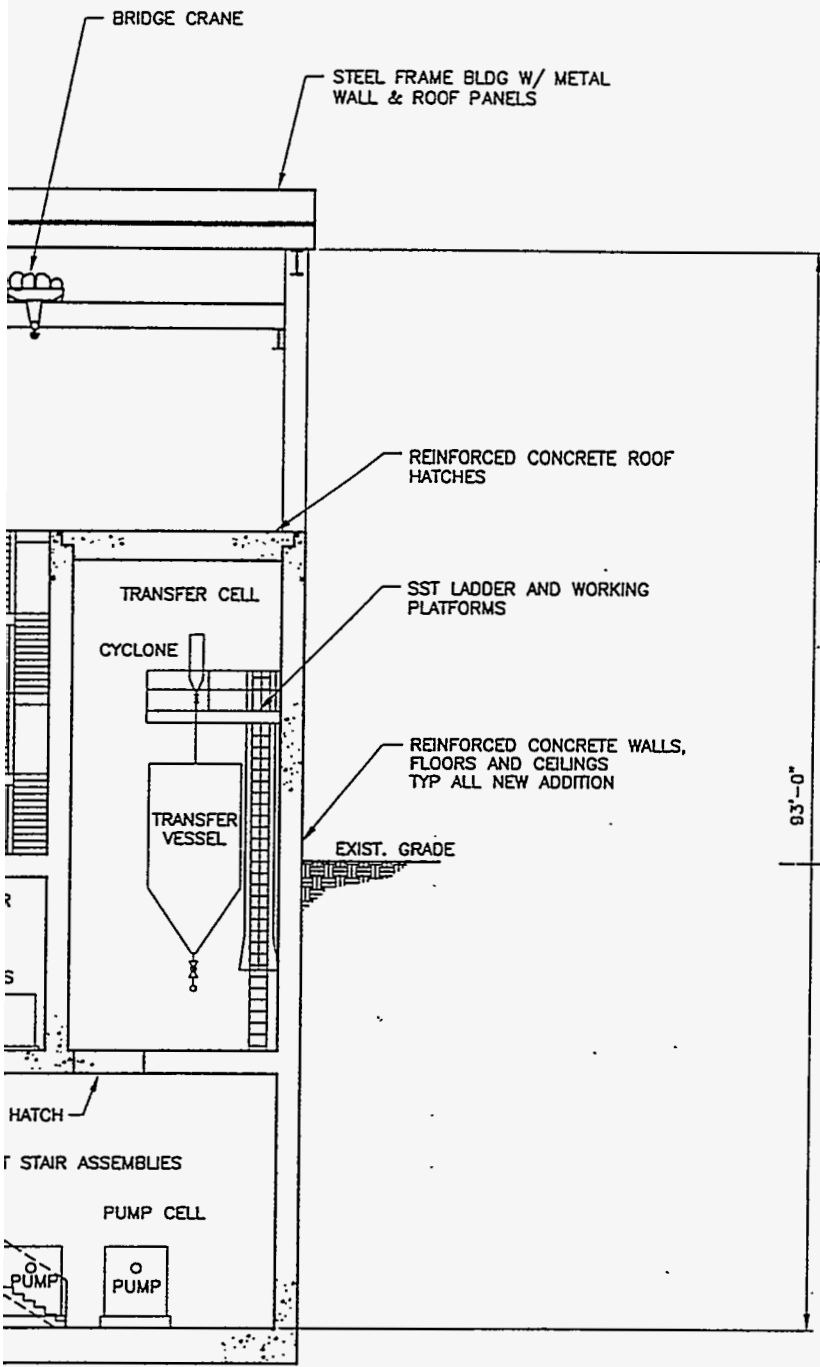 BRIDGE CRANE
STEEL FRAME BLDG W/ METAL
WALL & ROOF PANELS
REINFORCED CONCRETE ROOF
HATCHES
TRANSFER CELL
SST LADDER AND WORKING
PLATFORMS
CYCLONE
REINFORCED CONCRETE WALLS,
FLOORS AND CEILINGS
TYP ALL NEW ADDITION
93'-0"
TRANSFER
VESSEL
EXIST. GRADE
R
S
HATCH
T STAIR ASSEMBLIES
PUMP CELL
PUMP
PUMP